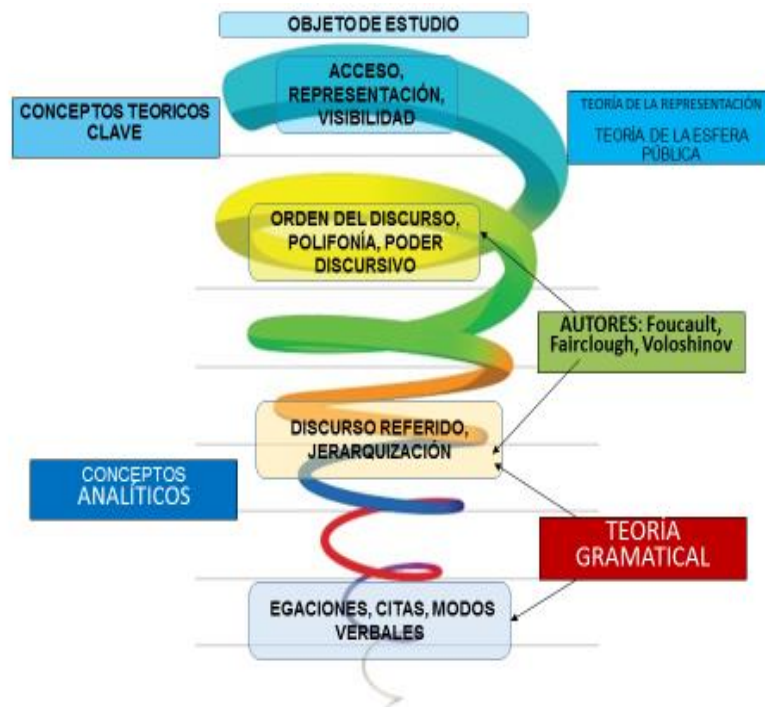 OBJETO DE ESTUDIO
ACCESO,
REPRESENTACIÓN,
VISIBILIDAD
CONCEPTOS TEORICOS
CLAVE
TEORÍA DE LA REPRESENTACIÓN
TEORÍA DE LA ESFERA
PÚBLICA
ORDEN DEL DISCURSO,
POLIFONÍA, PODER
DISCURSIVO
AUTORES: Foucault,
Fairclough, Voloshinov
DISCURSO REFERIDO,
JERARQUIZACIÓN
CONCEPTOS
ANALÍTICOS
TEORÍA
GRAMATICAL
EGACIONES, CITAS, MODOS
VERBALES